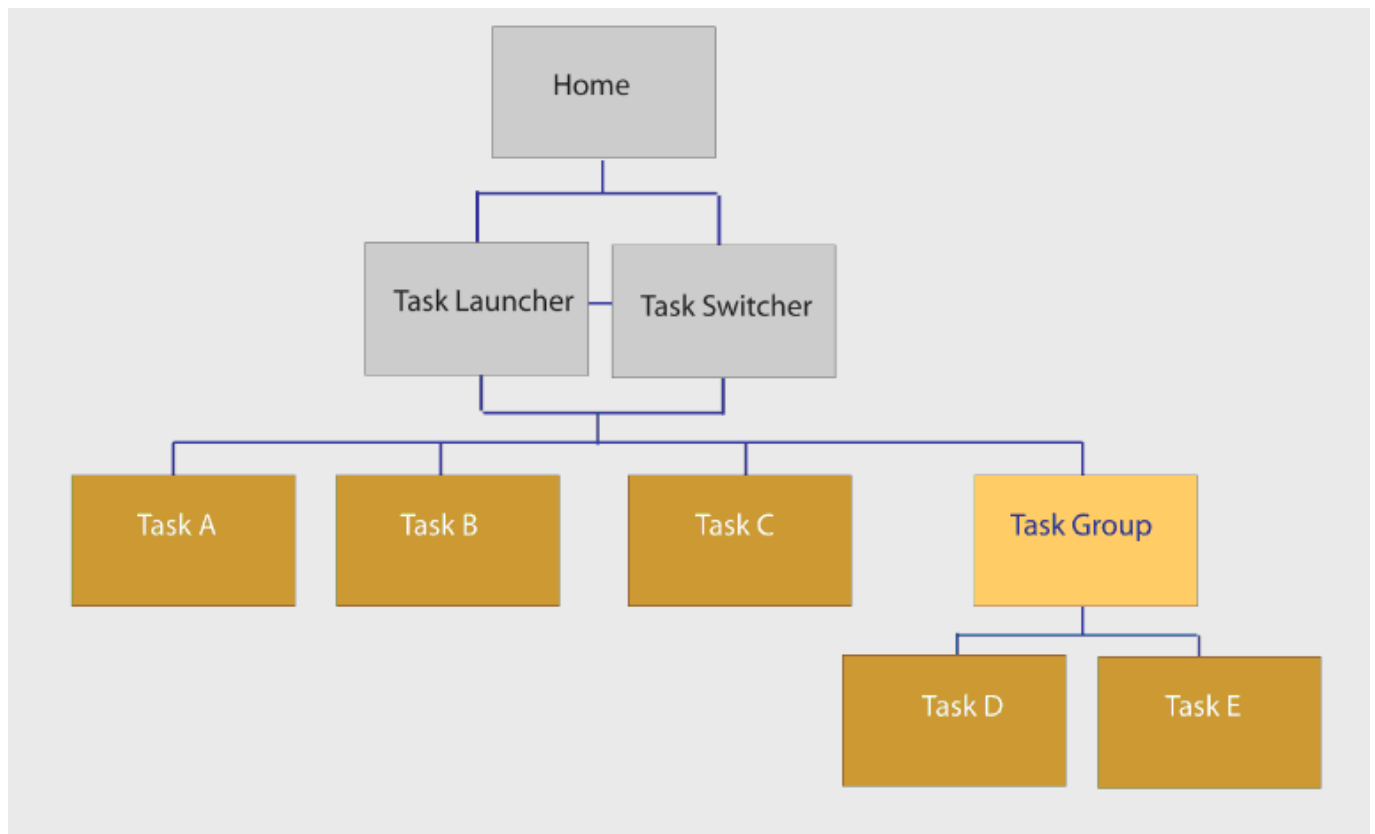 Home
Task Launcher
Task Switcher
Task A
Task B
Task C
Task Group
Task D
Task E